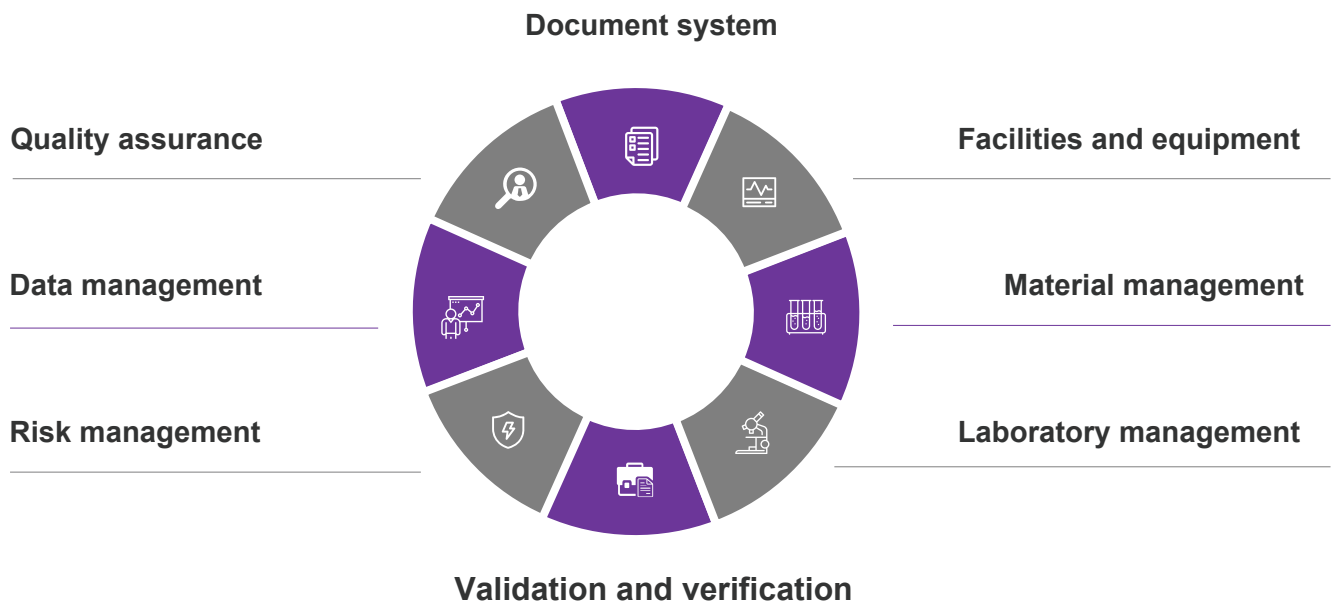 Document system
Quality assurance
Facilities and equipment
Data management
Material management
Risk management
Laboratory management
Validation and verification